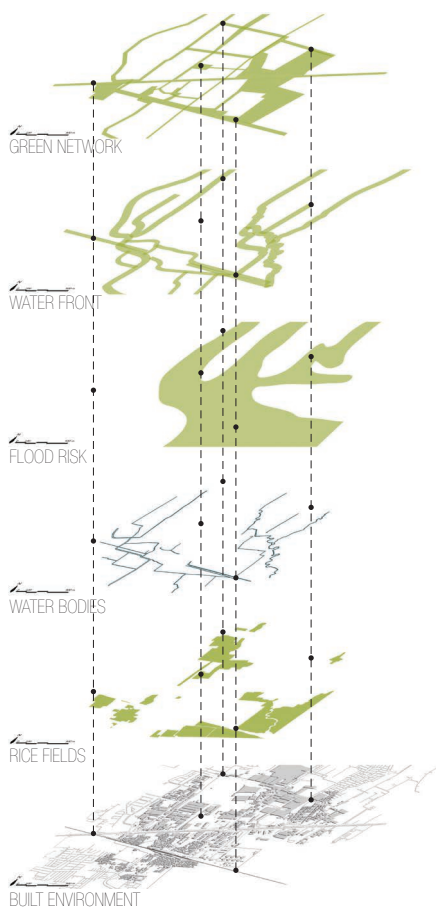 GREEN NETWORK
WATER FRONT
FLOOD RISK
WATER BODIES
RICE FIELDS
BUILT ENVIRONMENT